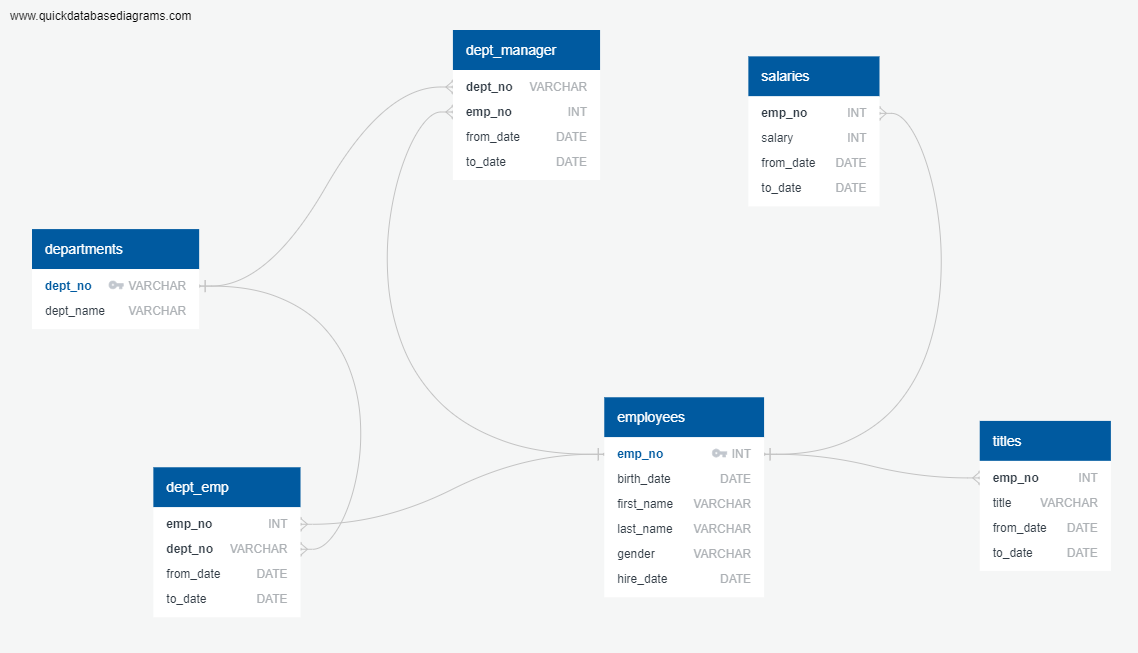 www.quickdatabasediagrams.com
dept_manager
dept_no VARCHAR
emp_no INT
from_date DATE
to_date DATE
salaries
emp_no INT
salary INT
from_date DATE
to_date DATE
departments
dept_no VARCHAR
dept_name VARCHAR
employees
emp_no INT
birth_date DATE
first_name VARCHAR
last_name VARCHAR
gender VARCHAR
hire_date DATE
titles
emp_no INT
title VARCHAR
from_date DATE
to_date DATE
dept_emp
emp_no INT
dept_no VARCHAR
from_date DATE
to_date DATE